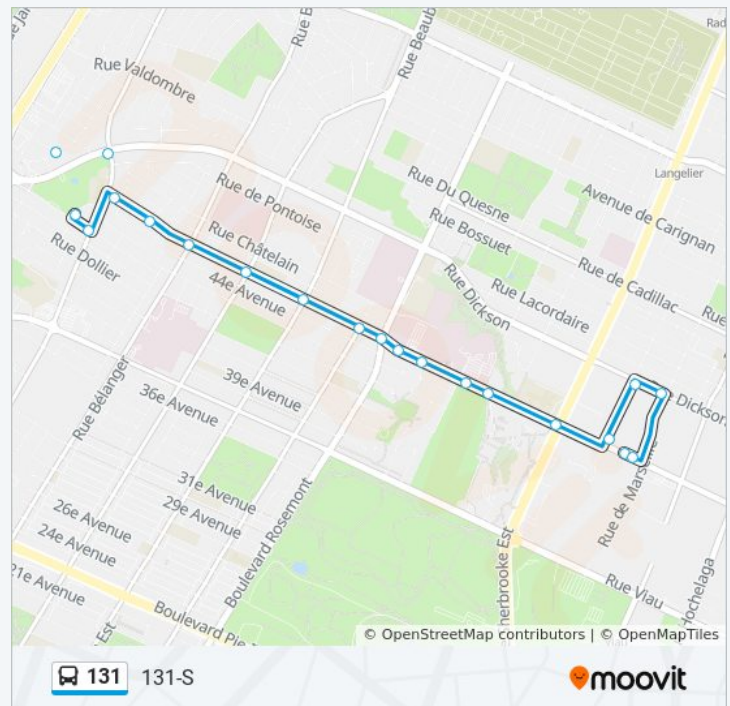 Rue Valdombre
Rue Beaub
Rad
Langelier
Rue Du Quesne
Avenue de Carignan
Rue de Pontoise
Rue Bossuet
Rue Châtelain
Rue de Cadillac
Rue Dollier
Rue Dickson
Rue Lacordaire
44e Avenue
Rue Bélanger
39e Avenue
36e Avenue
Dickson
31e Avenue
29e Avenue
26e Avenue
24e Avenue
21e Avenue
Boulevard Rosemont
Rue de Marseille
herbrooke Est
Rue Viau
Hochelaga
Boulevard Pie
Est
© OpenStreetMap contributors | © OpenMapTiles
131 131-S
moovit